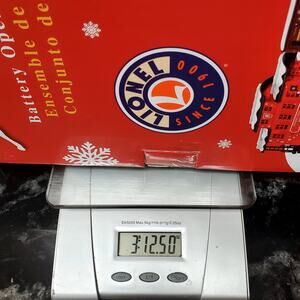 Battery Ope
Ensemble de
Conjunto de
LIONEL
SINCE 1900
3:12.50